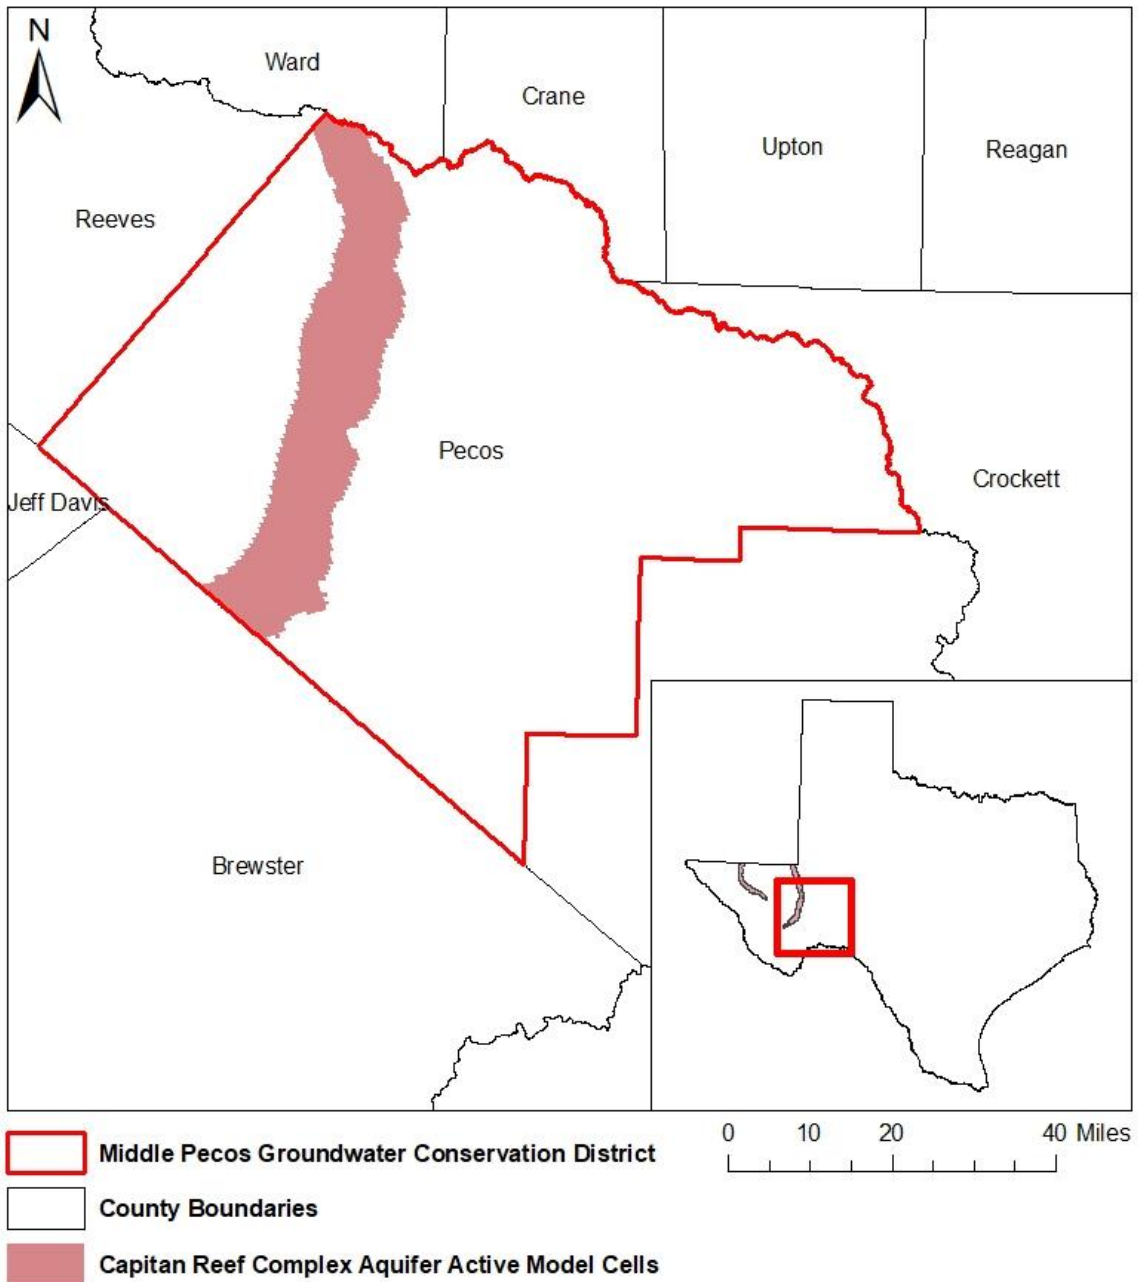 N
Ward
Crane
Upton
Reagan
Reeves
Pecos
Crockett
Jeff Davis
Brewster
0 10 20 40 Miles
Middle Pecos Groundwater Conservation District
County Boundaries
Capitan Reef Complex Aquifer Active Model Cells